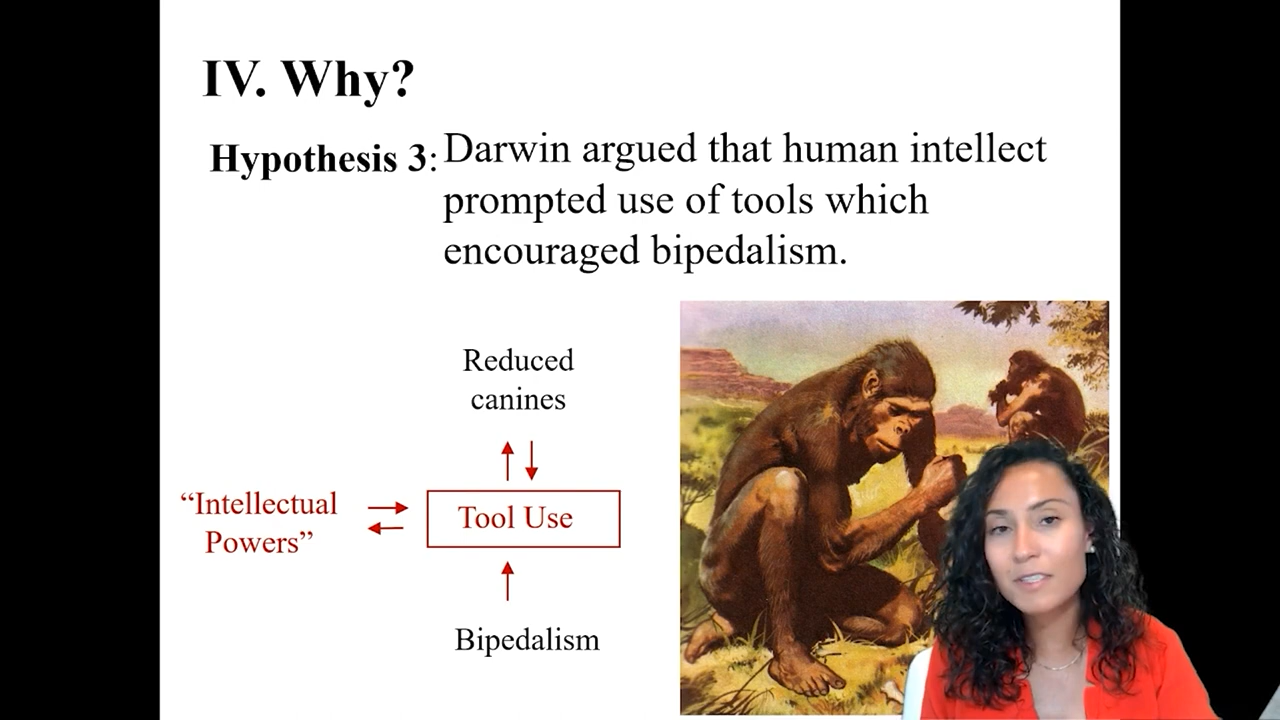 IV. Why?
Hypothesis 3: Darwin argued that human intellect
prompted use of tools which
encouraged bipedalism.
Reduced
canines
“Intellectual
Powers”
Tool Use
Bipedalism